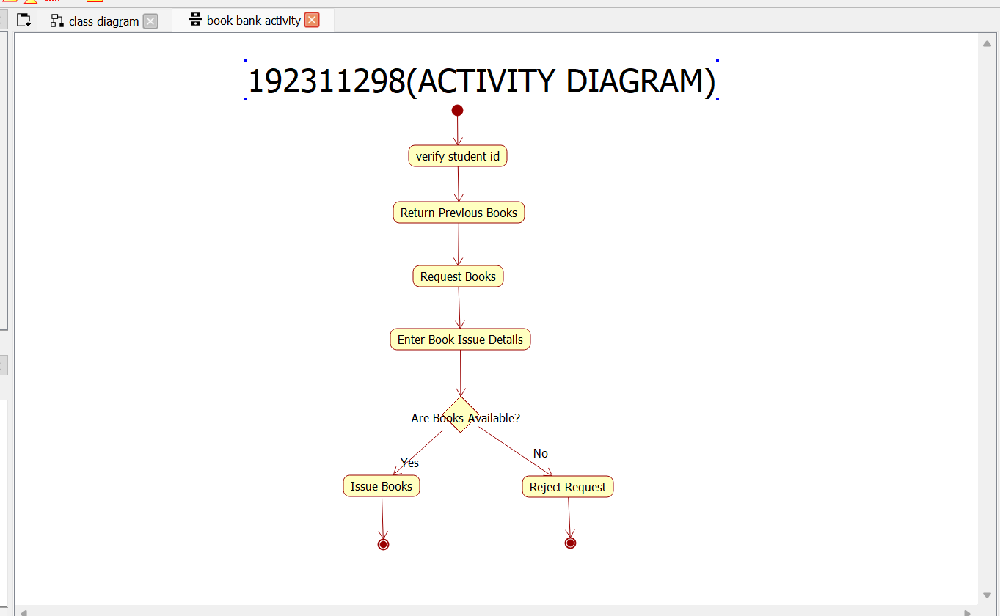 class diagram
book bank activity
192311298(ACTIVITY DIAGRAM)
verify student id
Return Previous Books
Request Books
Enter Book Issue Details
Are Books Available?
No
Yes
Issue Books
Reject Request